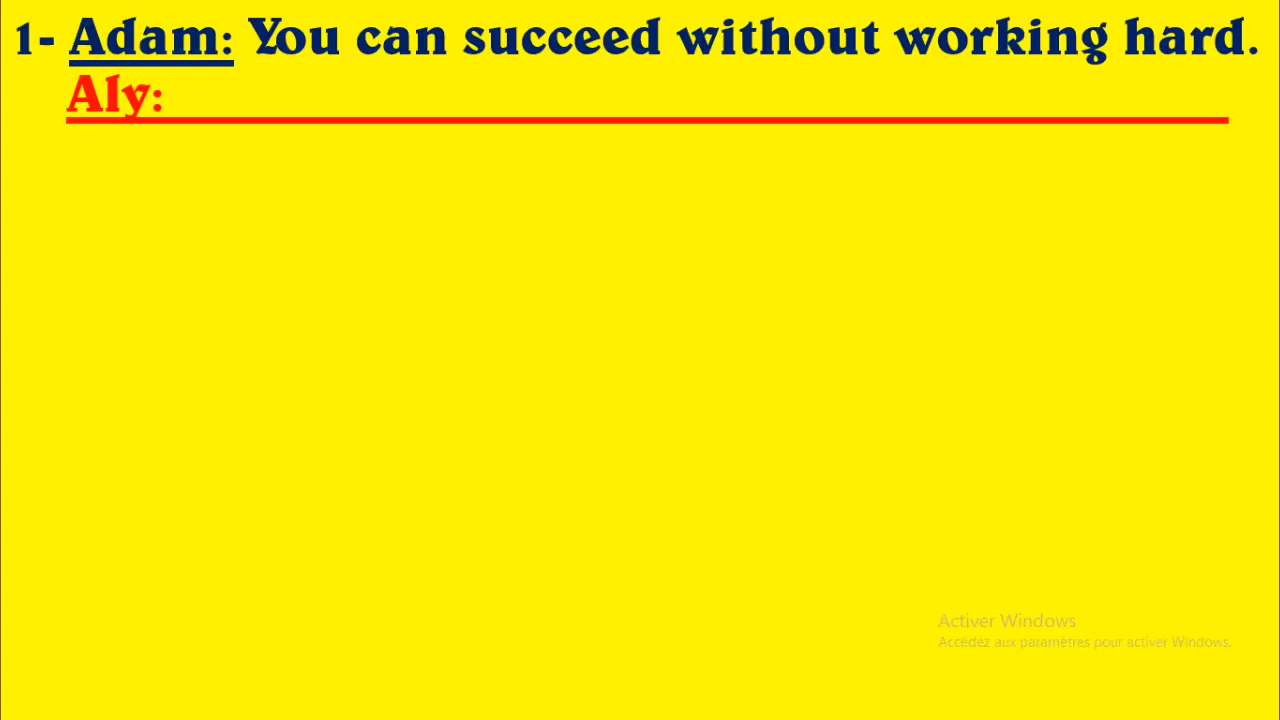 1- Adam: You can succeed without working hard.
Aly:
Activer Windows
Accédez aux paramètres pour activer Windows.